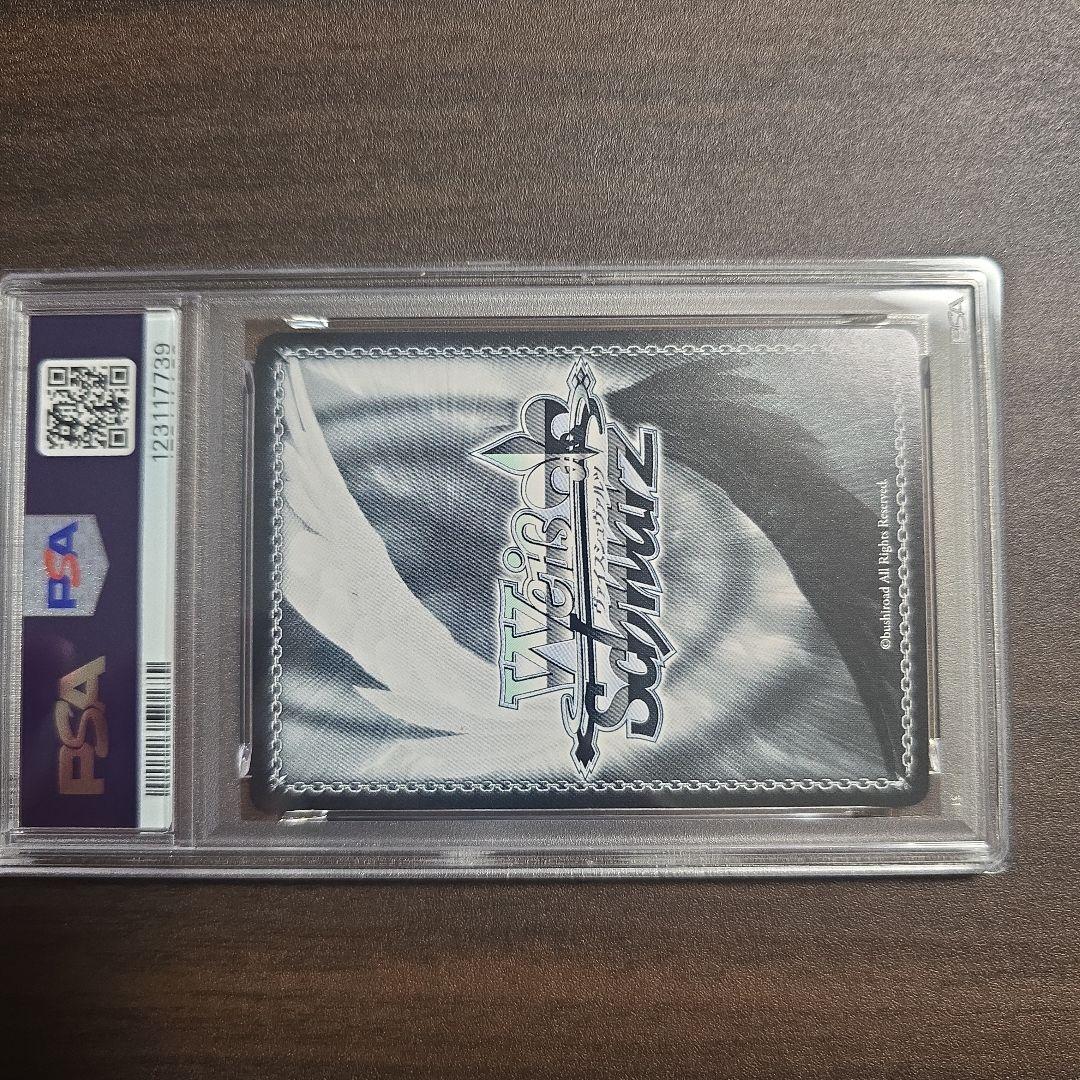 PSA
PSA
123117739
Weiß
ヴァイスシュヴァルツ
Schwarz
©bushiroad All Rights Reserved.
PSA